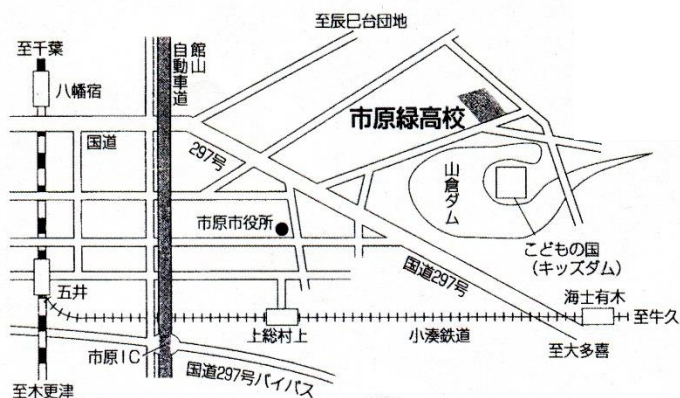 至辰巳台団地
至千葉
八幡宿
館山
自動車道
市原緑高校
国道
297号
山倉ダム
市原市役所
こどもの国
(キッズダム)
国道297号
五井
海士有木
至牛久
上総村上
小湊鉄道
市原IC
至大多喜
国道297号バイパス
至木更津